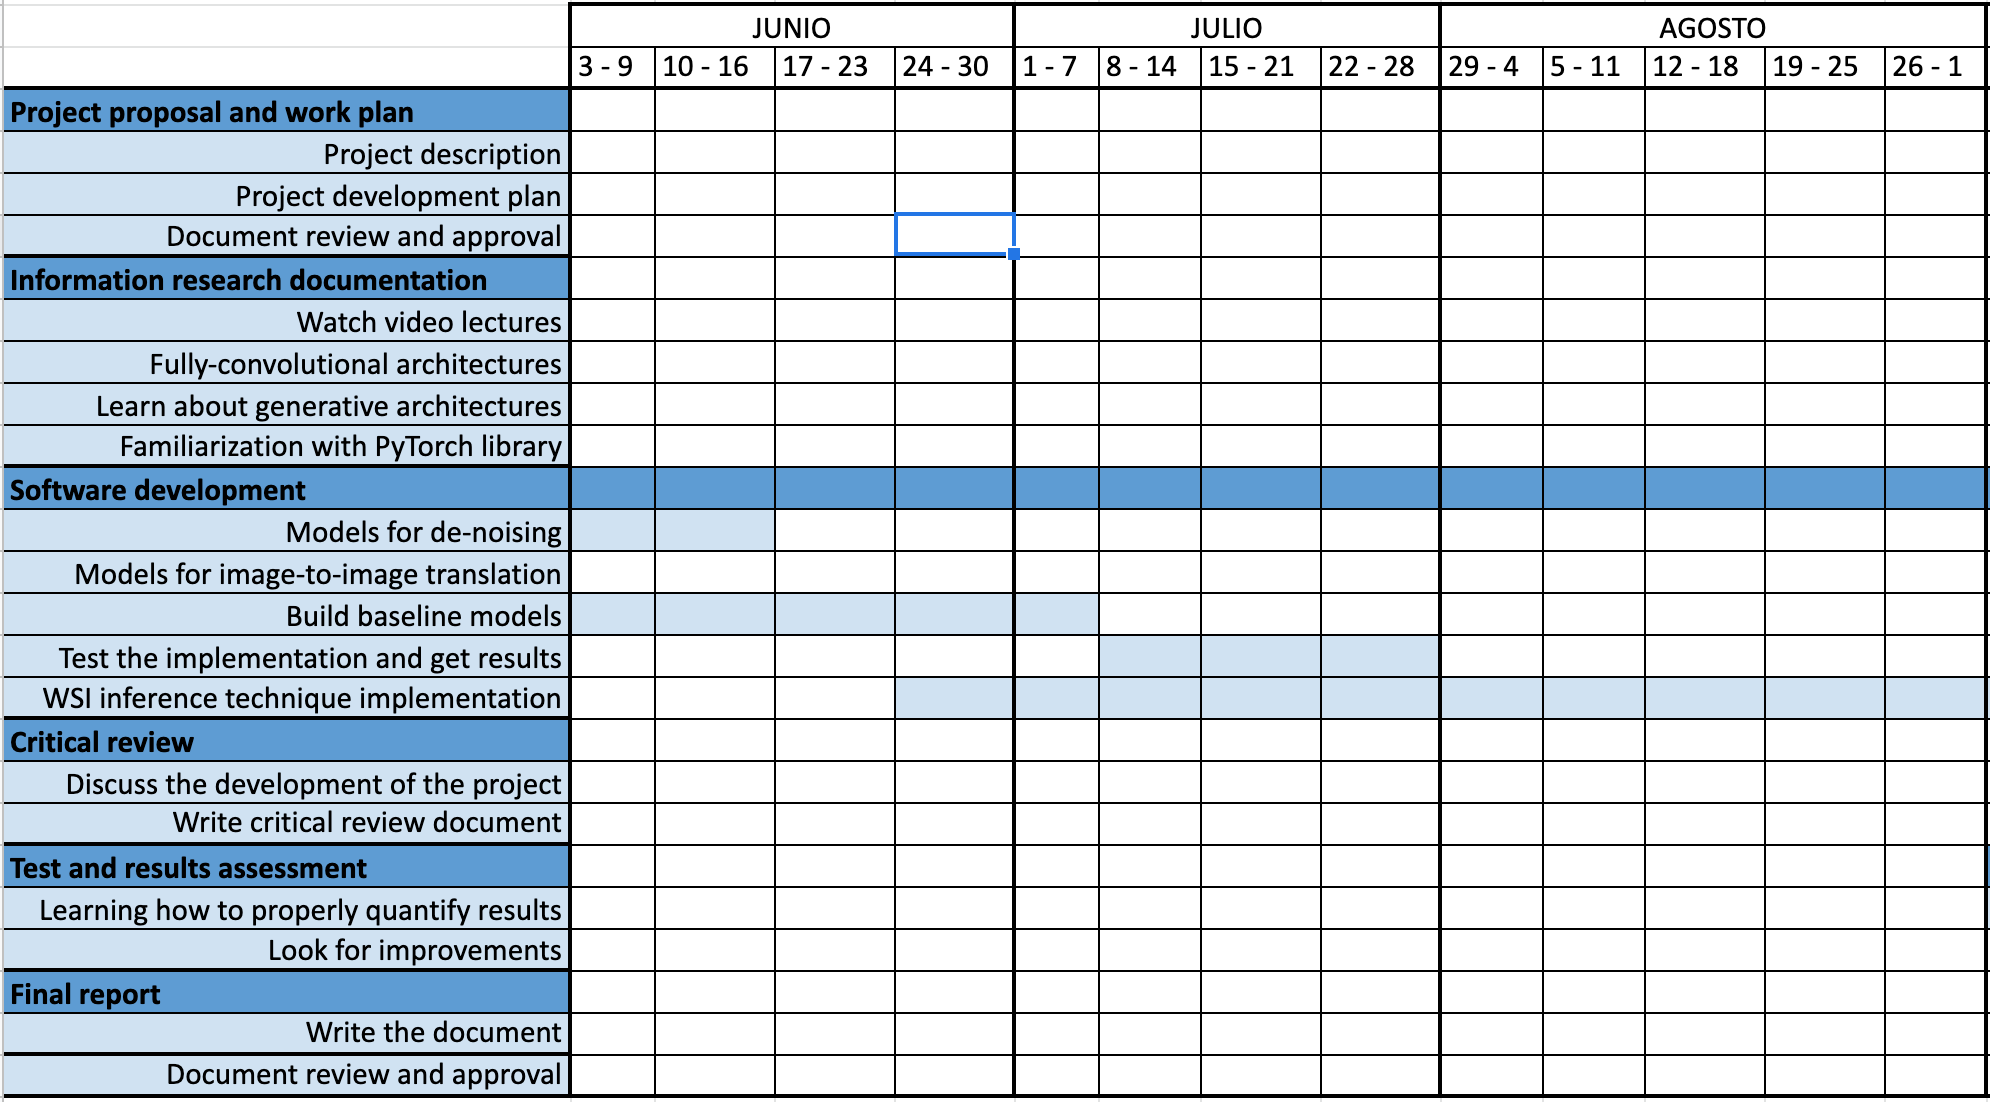 JUNIO JULIO AGOSTO
3 - 9 10 - 16 17 - 23 24 - 30 1 - 7 8 - 14 15 - 21 22 - 28 29 - 4 5 - 11 12 - 18 19 - 25 26 - 1
Project proposal and work plan
Project description
Project development plan
Document review and approval
Information research documentation
Watch video lectures
Fully-convolutional architectures
Learn about generative architectures
Familiarization with PyTorch library
Software development
Models for de-noising
Models for image-to-image translation
Build baseline models
Test the implementation and get results
WSI inference technique implementation
Critical review
Discuss the development of the project
Write critical review document
Test and results assessment
Learning how to properly quantify results
Look for improvements
Final report
Write the document
Document review and approval